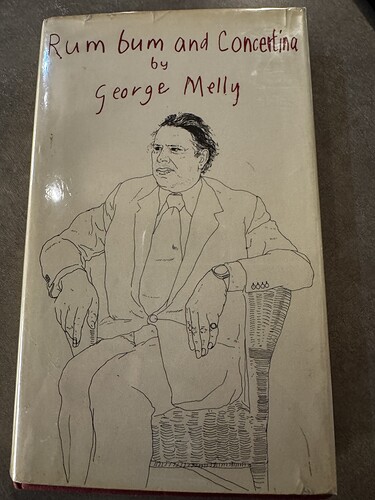 Rum bum and Concertina
by
George Melly